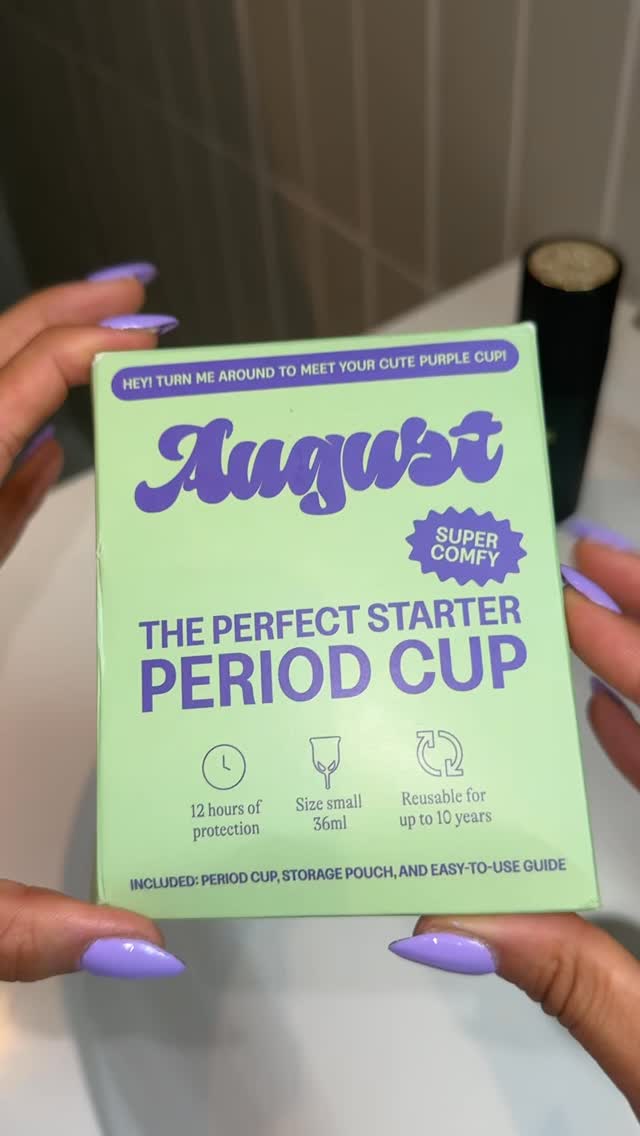 HEY! TURN ME AROUND TO MEET YOUR CUTE PURPLE CUP!
August
SUPER
COMFY
THE PERFECT STARTER
PERIOD CUP
12 hours of
protection
Size small
36ml
Reusable for
up to 10 years
INCLUDED: PERIOD CUP, STORAGE POUCH, AND EASY-TO-USE GUIDE